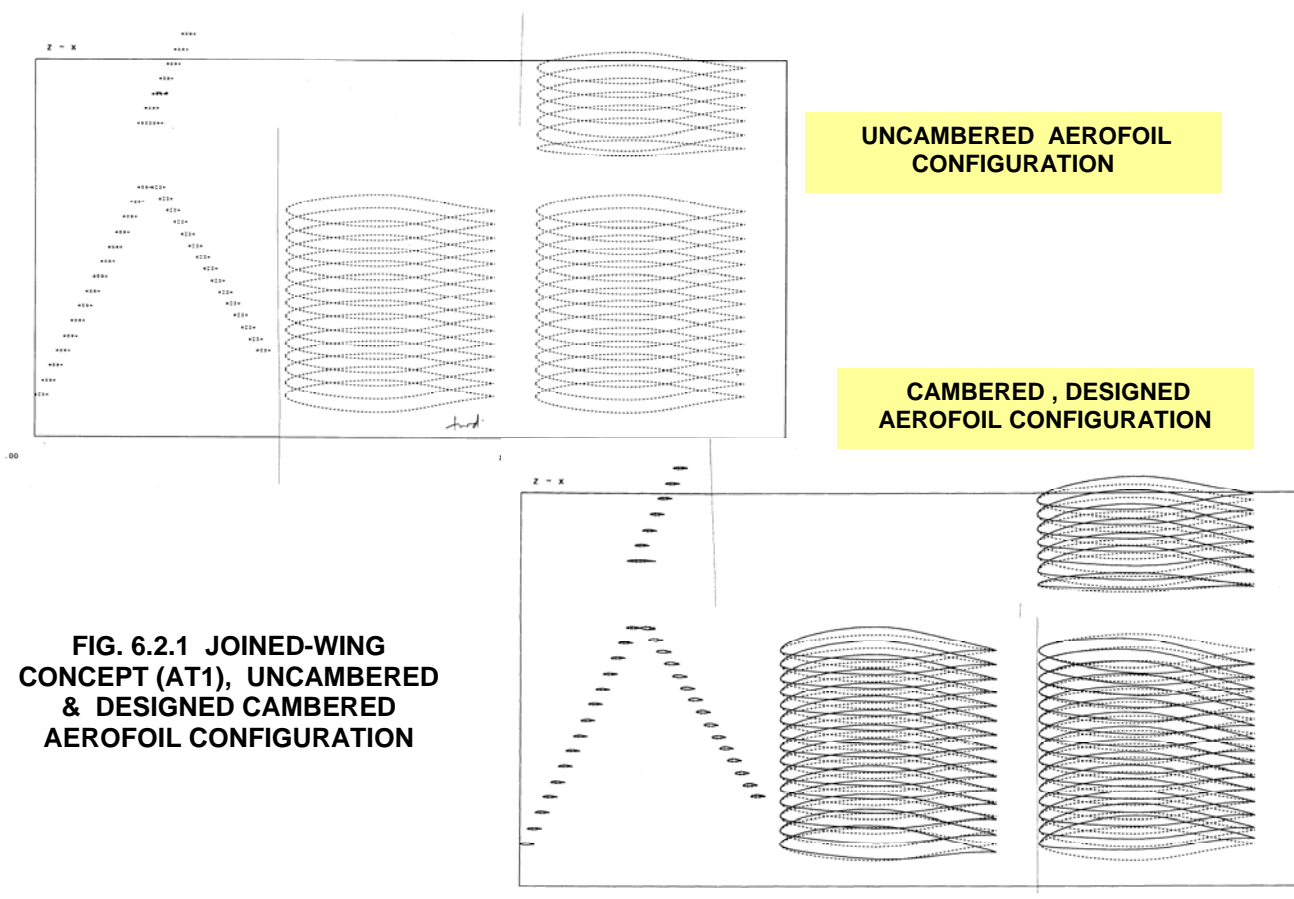 z - x
UNCAMBERED AEROFOIL
CONFIGURATION
CAMBERED , DESIGNED
AEROFOIL CONFIGURATION
.00
z - x
FIG. 6.2.1 JOINED-WING
CONCEPT (AT1), UNCAMBERED
& DESIGNED CAMBERED
AEROFOIL CONFIGURATION